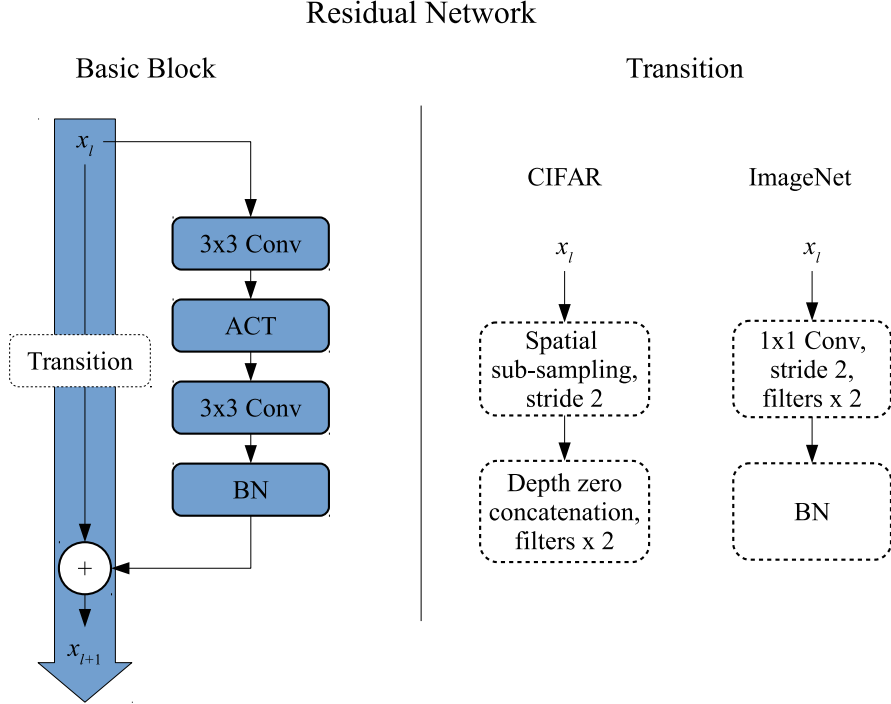 Residual Network
Basic Block
x_l
3x3 Conv
ACT
Transition
3x3 Conv
BN
+
x_{l+1}
Transition
CIFAR
x_l
Spatial
sub-sampling,
stride 2
Depth zero
concatenation,
filters x 2
ImageNet
x_l
1x1 Conv,
stride 2,
filters x 2
BN